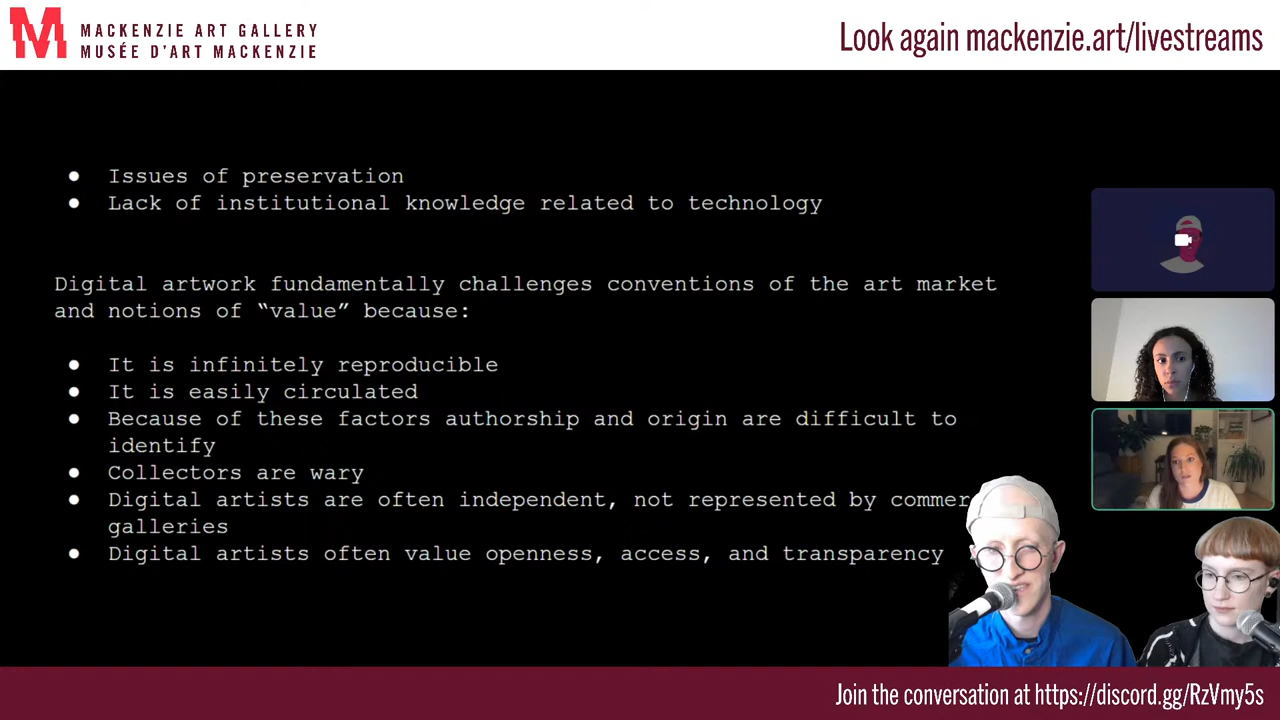 MACKENZIE ART GALLERY
MUSÉE D'ART MACKENZIE
Look again mackenzie.art/livestreams
● Issues of preservation
● Lack of institutional knowledge related to technology
Digital artwork fundamentally challenges conventions of the art market
and notions of “value” because:
● It is infinitely reproducible
● It is easily circulated
● Because of these factors authorship and origin are difficult to
identify
● Collectors are wary
● Digital artists are often independent, not represented by commer
galleries
● Digital artists often value openness, access, and transparency
Join the conversation at https://discord.gg/RzVmy5s